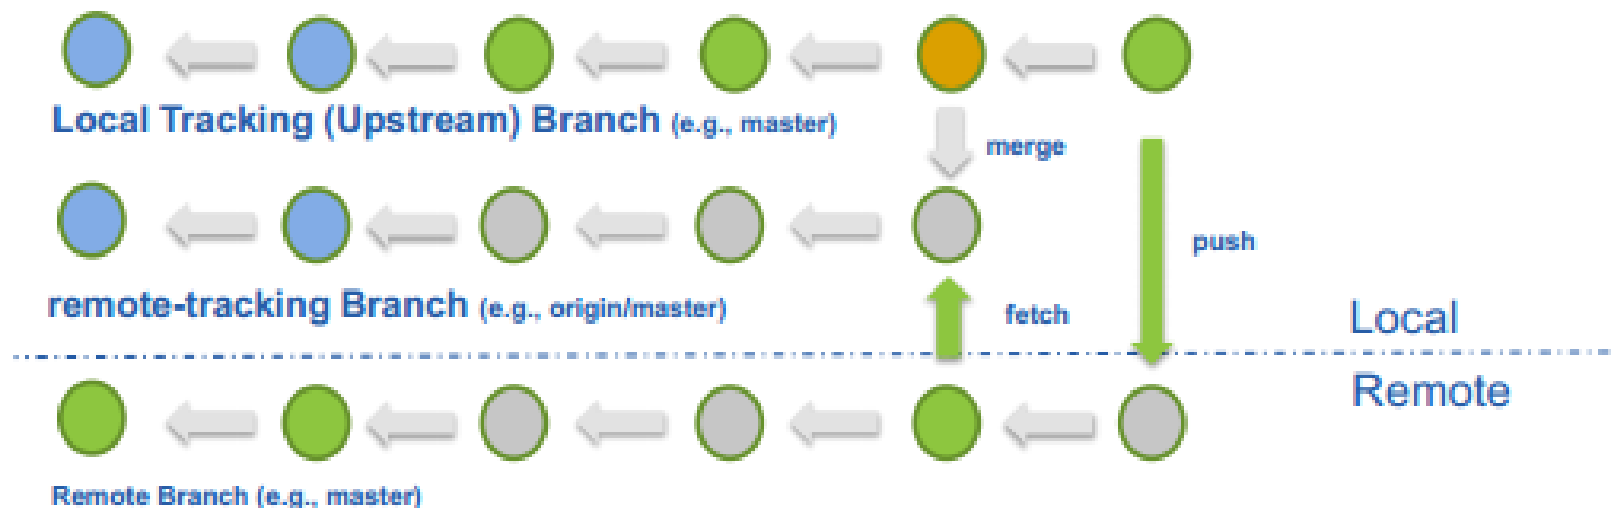 Local Tracking (Upstream) Branch (e.g., master)
merge
push
remote-tracking Branch (e.g., origin/master)
fetch
Local
Remote
Remote Branch (e.g., master)